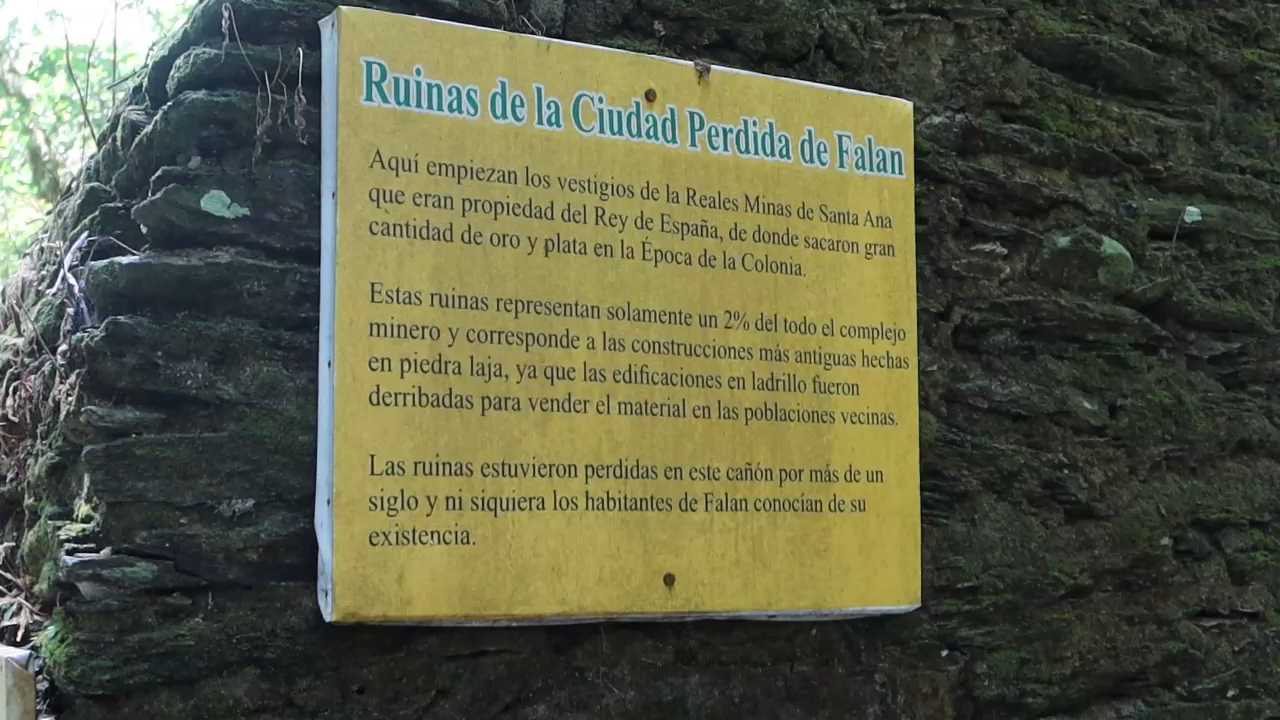 Ruinas de la Ciudad Perdida de Falan
Aquí empiezan los vestigios de la Reales Minas de Santa Ana
que eran propiedad del Rey de España, de donde sacaron gran
cantidad de oro y plata en la Época de la Colonia.
Estas ruinas representan solamente un 2% del todo el complejo
minero y corresponde a las construcciones más antiguas hechas
en piedra laja, ya que las edificaciones en ladrillo fueron
derribadas para vender el material en las poblaciones vecinas.
Las ruinas estuvieron perdidas en este cañón por más de un
siglo y ni siquiera los habitantes de Falan conocían de su
existencia.